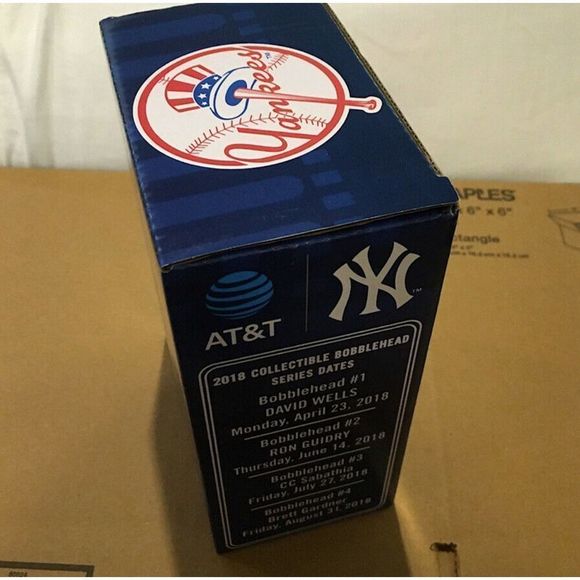 Yankees
AT&T
NY
TM
2018 COLLECTIBLE BOBBLEHEAD
SERIES DATES
Bobblehead #1
DAVID WELLS
Monday, April 23, 2018
Bobblehead #2
RON GUIDRY
Thursday, June 14, 2018
Bobblehead #3
CC Sabathia
Friday, July 27, 2018
Bobblehead #4
Brett Gardner
Friday, August 31, 2018
APLES
6" x 6"
ctangle